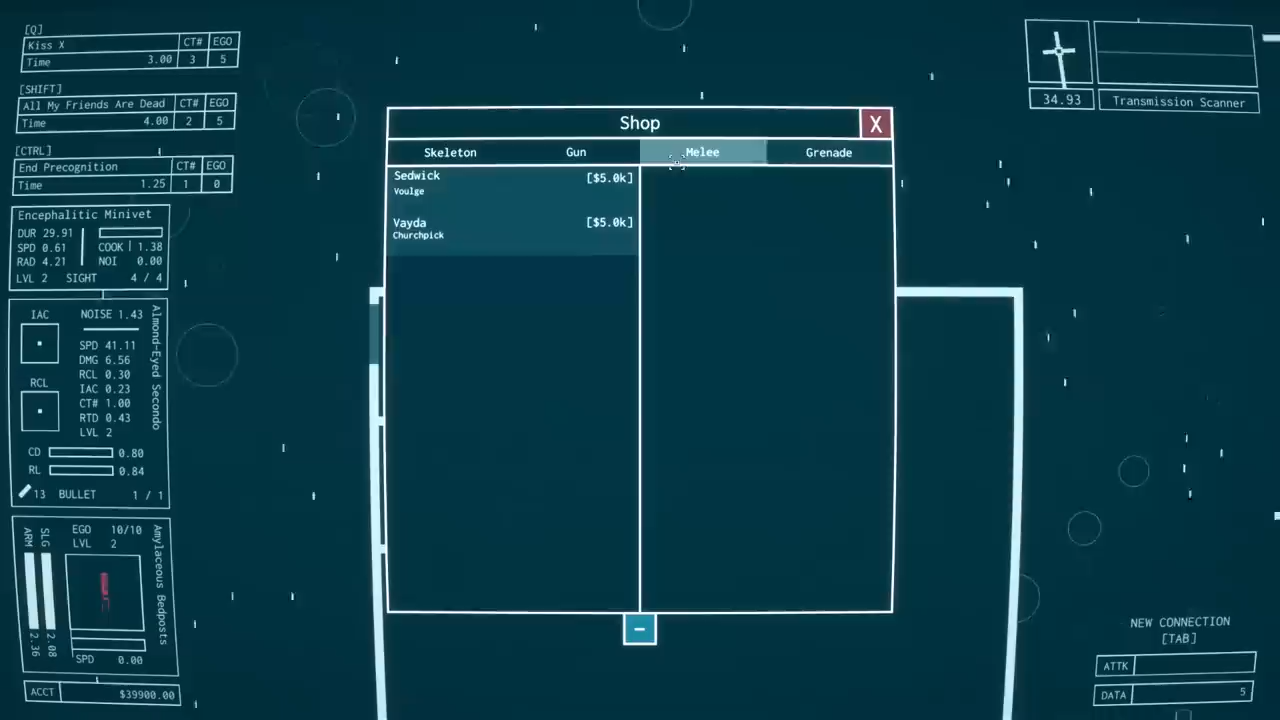 [Q]
Kiss X CT# EGO
Time 3.00 3 5
[SHIFT]
All My Friends Are Dead CT# EGO
Time 4.00 2 5
[CTRL]
End Precognition CT# EGO
Time 1.25 1 0
Encephalitic Minivet
DUR 29.91
SPD 0.61 COOK 1.38
RAD 4.21 NOI 0.00
LVL 2 SIGHT 4 / 4
IAC NOISE 1.43
SPD 41.11
DMG 6.56
RCL RCL 0.30
IAC 0.23
CT# 1.00
RTD 0.43
LVL 2
Almond-Eyed Secondo
CD 0.80
RL 0.84
13 BULLET 1 / 1
ARM SLG EGO 10/10
LVL 2
Amylaceous Bedposts
2.36 2.08
SPD 0.00
ACCT $39900.00
Shop X
Skeleton Gun Melee Grenade
Sedwick [$5.0k]
Voulge
Vayda [$5.0k]
Churchpick
-
34.93 Transmission Scanner
NEW CONNECTION
[TAB]
ATTK
DATA 5